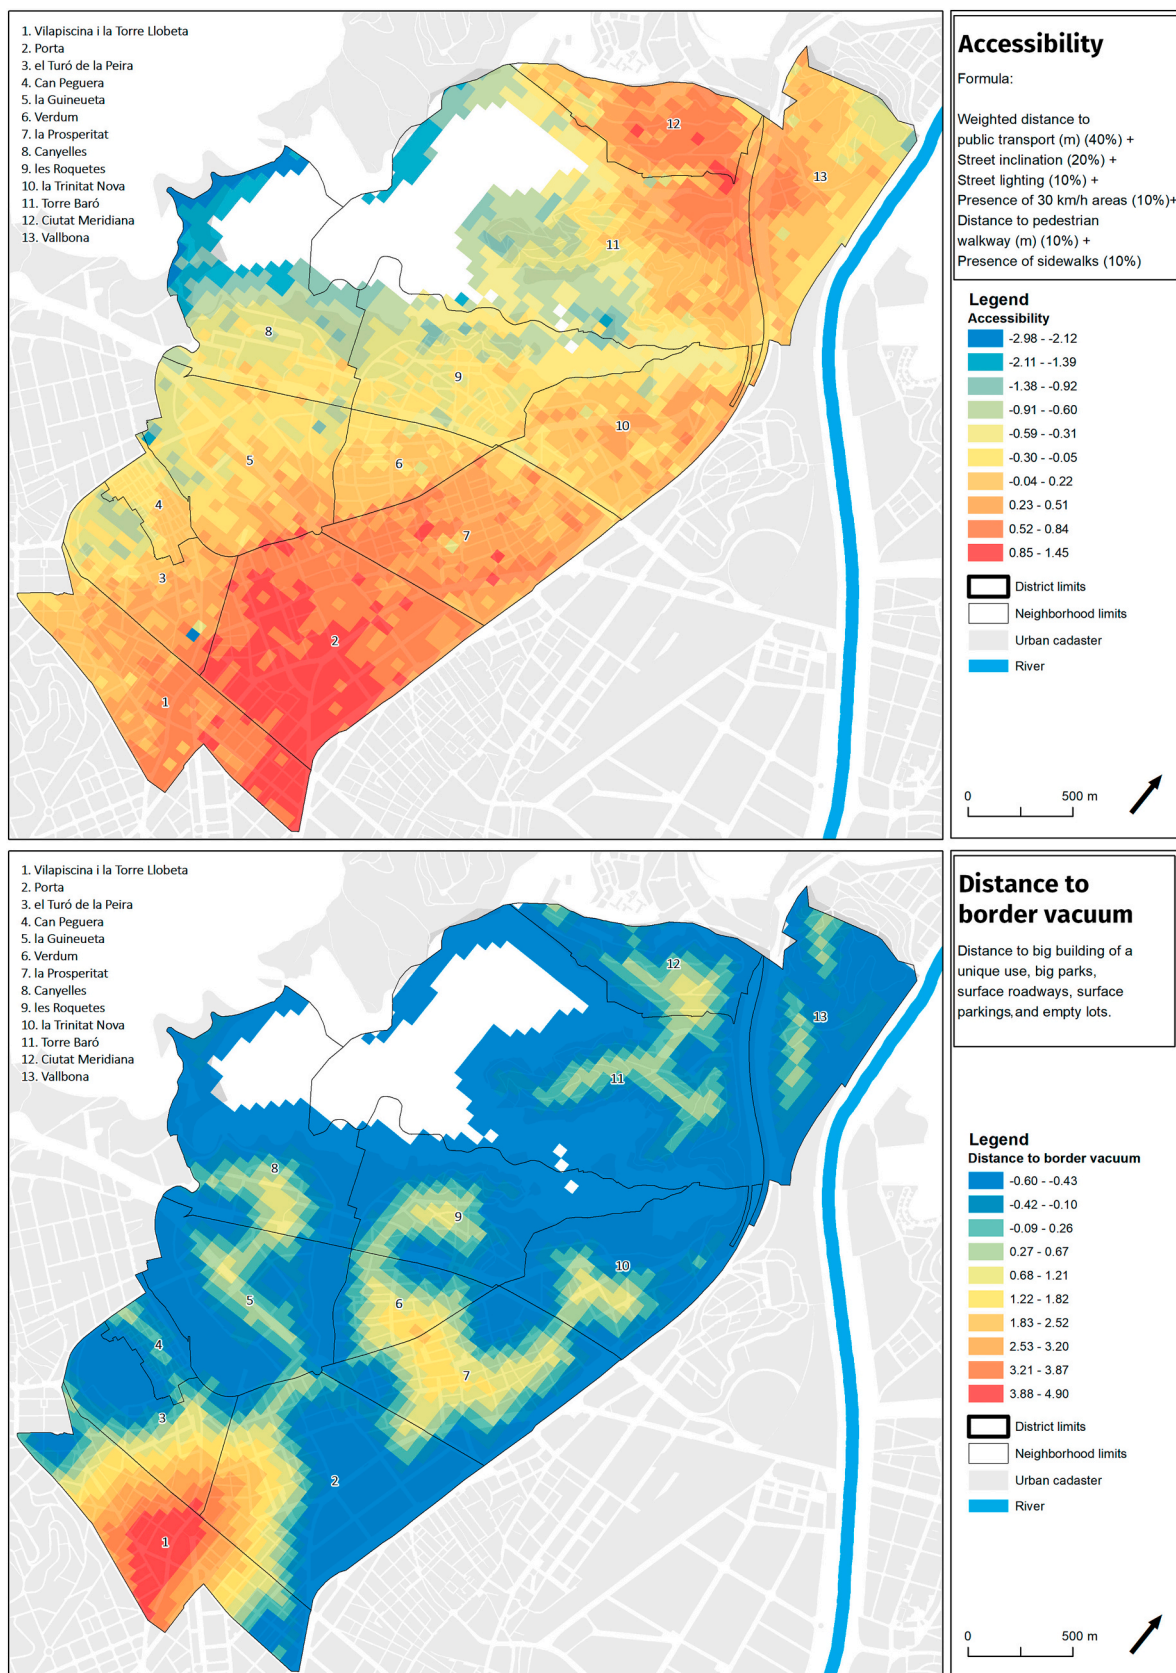 1. Vilapiscina i la Torre Llobeta
2. Porta
3. el Turó de la Peira
4. Can Peguera
5. la Guineueta
6. Verdum
7. la Prosperitat
8. Canyelles
9. les Roquetes
10. la Trinitat Nova
11. Torre Baró
12. Ciutat Meridiana
13. Vallbona
12
13
11
8
9
10
5
6
4
7
3
2
1
Accessibility
Formula:
Weighted distance to
public transport (m) (40%) +
Street inclination (20%) +
Street lighting (10%) +
Presence of 30 km/h areas (10%)+
Distance to pedestrian
walkway (m) (10%) +
Presence of sidewalks (10%)
Legend
Accessibility
-2.98 - -2.12
-2.11 - -1.39
-1.38 - -0.92
-0.91 - -0.60
-0.59 - -0.31
-0.30 - -0.05
-0.04 - 0.22
0.23 - 0.51
0.52 - 0.84
0.85 - 1.45
District limits
Neighborhood limits
Urban cadaster
River
0 500 m
1. Vilapiscina i la Torre Llobeta
2. Porta
3. el Turó de la Peira
4. Can Peguera
5. la Guineueta
6. Verdum
7. la Prosperitat
8. Canyelles
9. les Roquetes
10. la Trinitat Nova
11. Torre Baró
12. Ciutat Meridiana
13. Vallbona
12
13
11
8
9
10
5
6
4
7
3
2
1
Distance to
border vacuum
Distance to big building of a
unique use, big parks,
surface roadways, surface
parkings,and empty lots.
Legend
Distance to border vacuum
-0.60 - -0.43
-0.42 - -0.10
-0.09 - 0.26
0.27 - 0.67
0.68 - 1.21
1.22 - 1.82
1.83 - 2.52
2.53 - 3.20
3.21 - 3.87
3.88 - 4.90
District limits
Neighborhood limits
Urban cadaster
River
0 500 m